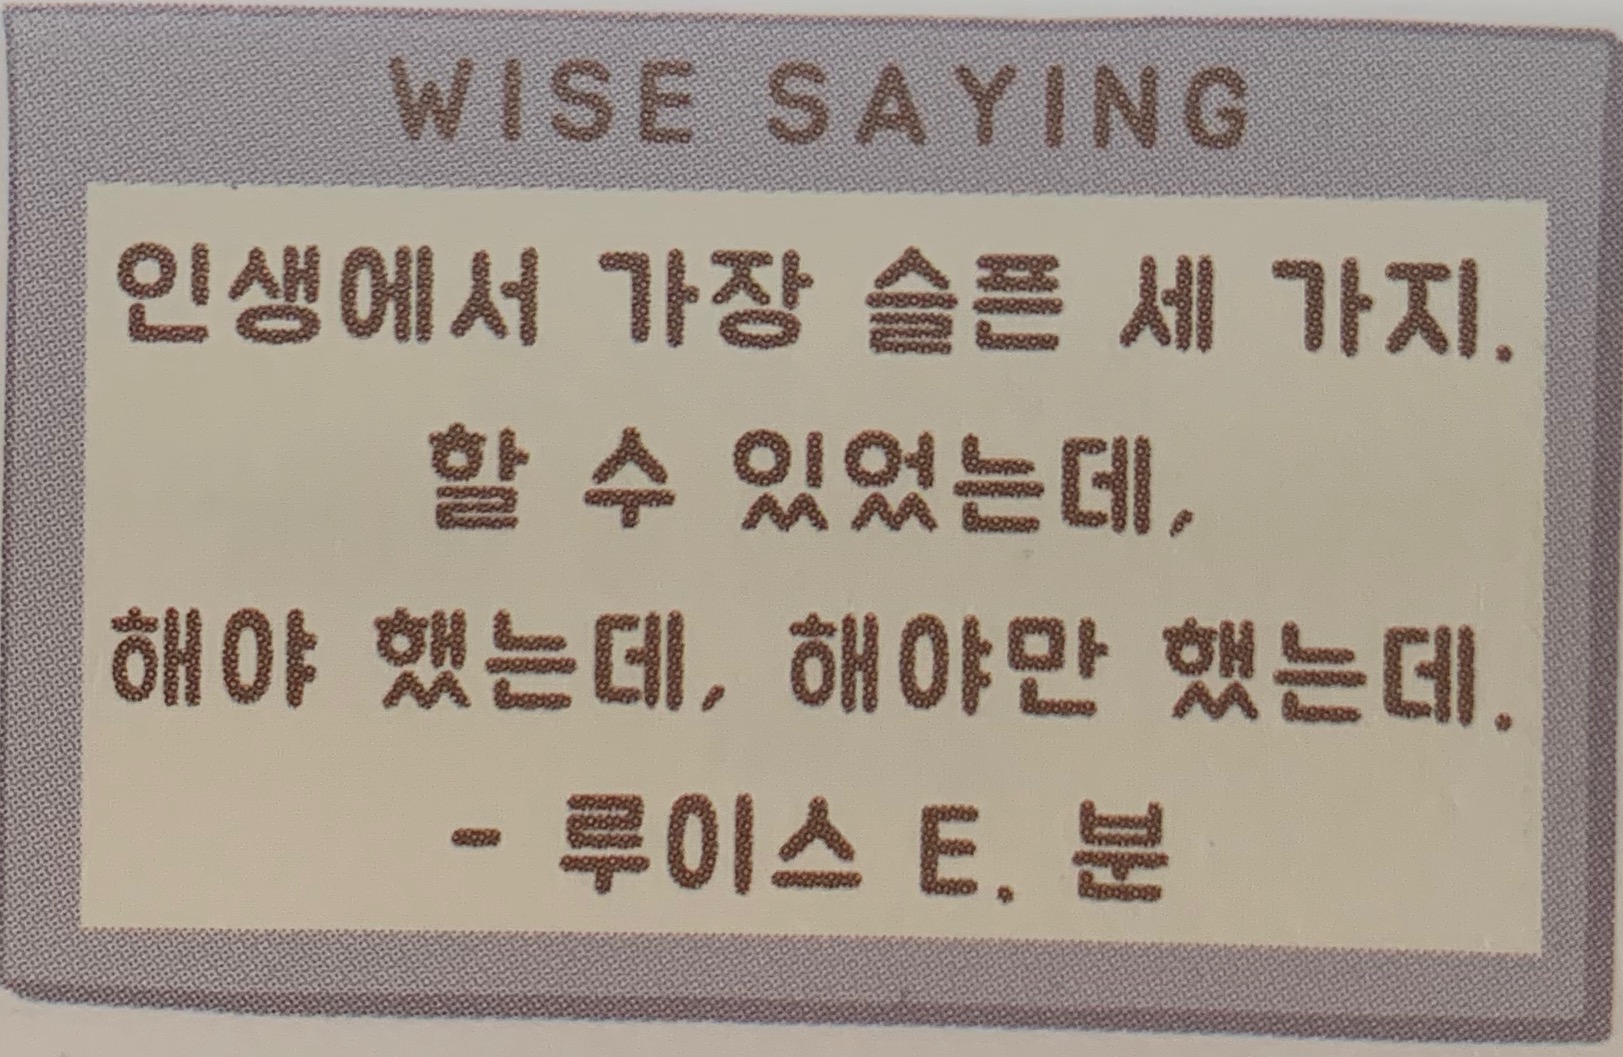 WISE SAYING
인생에서 가장 슬픈 세 가지.
할 수 있었는데,
해야 했는데, 해야만 했는데.
- 루이스 E. 분